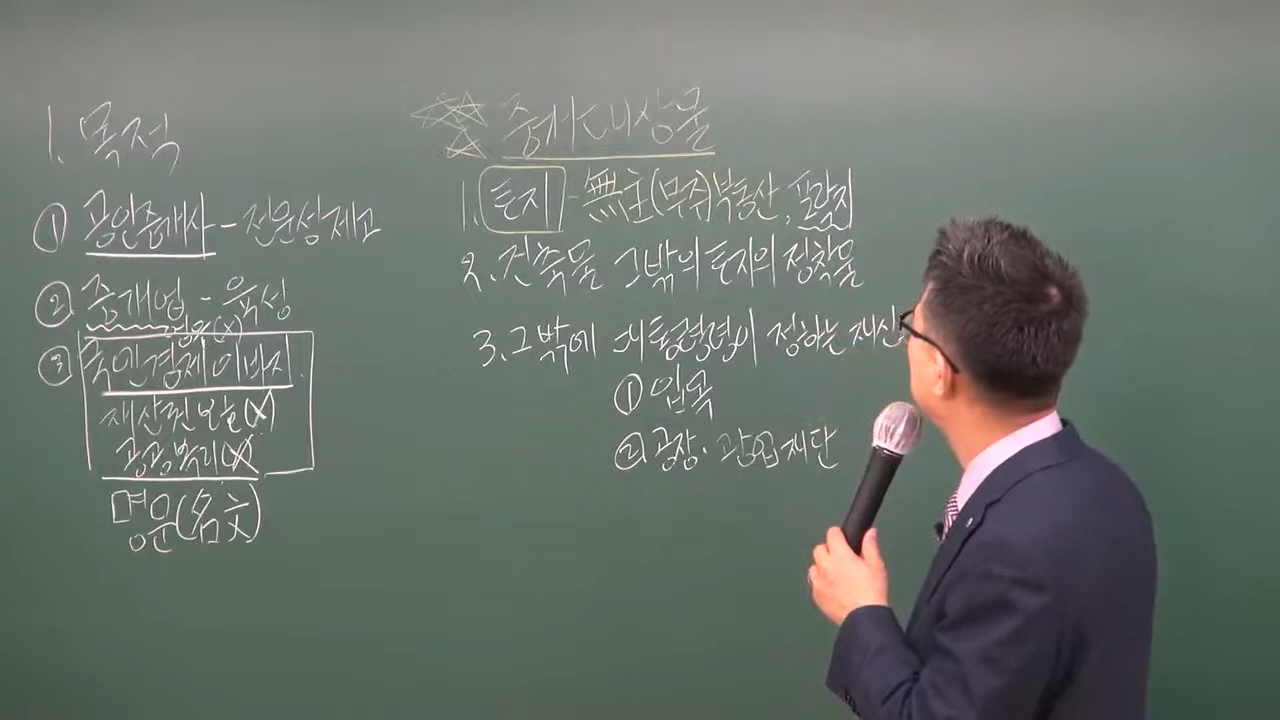 1. 목적
① 공인중개사 - 전문성제고
② 중개업 - 육성
(x)
③ 국민경제 이바지
재산권보호(x)
공공복리(x)
명문(名文)
중개대상물
1. 토지 - 無主(무주)부동산, 포락지
2. 건축물 그밖의 토지의 정착물
3. 그밖에 대통령령이 정하는 재산
① 입목
② 공장·광업재단